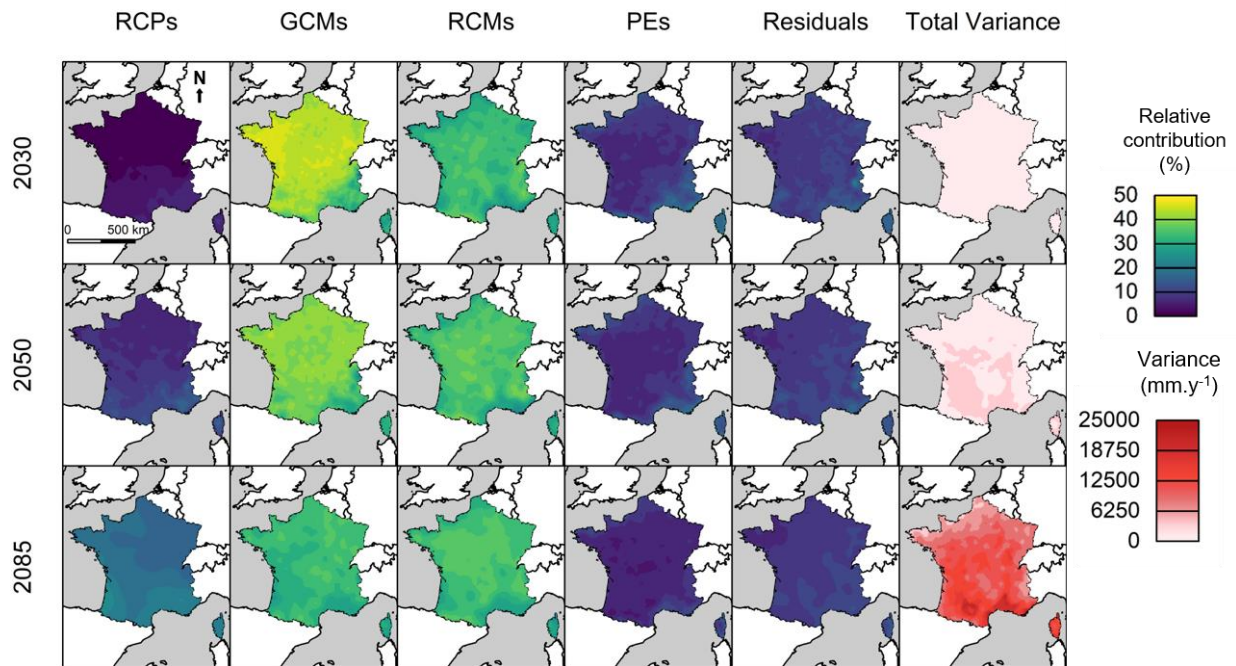 RCPs GCMs RCMs PEs Residuals Total Variance
N
2030
0 500 km
2050
2085
Relative
contribution
(%)
50
40
30
20
10
0
Variance
(mm.y⁻¹)
25000
18750
12500
6250
0